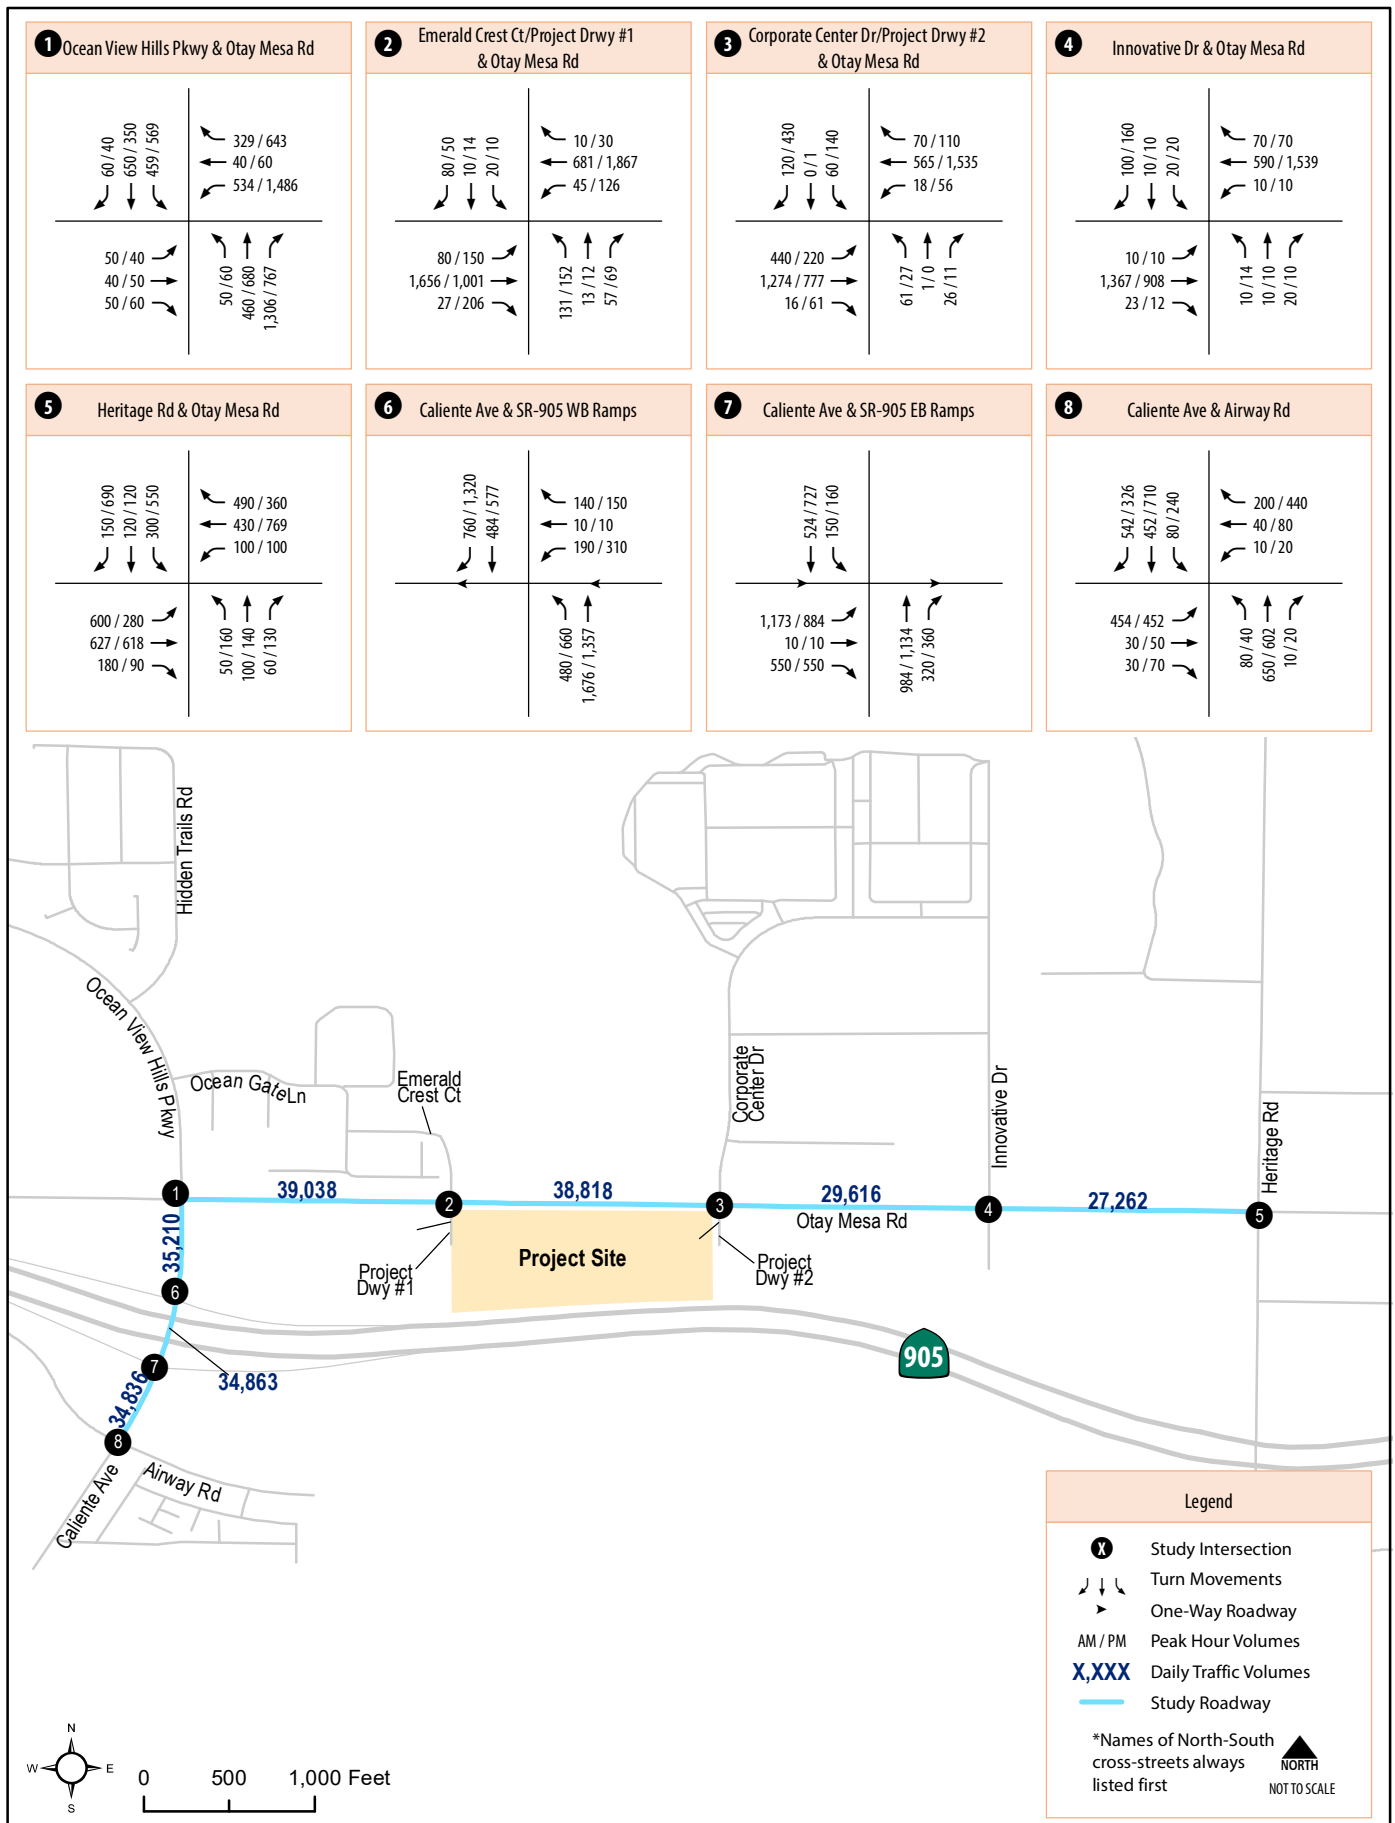 1 Ocean View Hills Pkwy & Otay Mesa Rd
60 / 40
650 / 350
459 / 569
329 / 643
40 / 60
534 / 1,486
50 / 40
40 / 50
50 / 60
50 / 60
460 / 680
1,306 / 767
2 Emerald Crest Ct/Project Drwy #1
& Otay Mesa Rd
80 / 50
10 / 14
20 / 10
10 / 30
681 / 1,867
45 / 126
80 / 150
1,656 / 1,001
27 / 206
131 / 152
13 / 12
57 / 69
3 Corporate Center Dr/Project Drwy #2
& Otay Mesa Rd
120 / 430
0 / 1
60 / 140
70 / 110
565 / 1,535
18 / 56
440 / 220
1,274 / 777
16 / 61
61 / 27
1 / 0
26 / 11
4 Innovative Dr & Otay Mesa Rd
100 / 160
10 / 10
20 / 20
70 / 70
590 / 1,539
10 / 10
10 / 10
1,367 / 908
23 / 12
10 / 14
10 / 10
20 / 10
5 Heritage Rd & Otay Mesa Rd
150 / 690
120 / 120
300 / 550
490 / 360
430 / 769
100 / 100
600 / 280
627 / 618
180 / 90
50 / 160
100 / 140
60 / 130
6 Caliente Ave & SR-905 WB Ramps
760 / 1,320
484 / 577
140 / 150
10 / 10
190 / 310
480 / 660
1,676 / 1,357
7 Caliente Ave & SR-905 EB Ramps
524 / 727
150 / 160
1,173 / 884
10 / 10
550 / 550
984 / 1,134
320 / 360
8 Caliente Ave & Airway Rd
542 / 326
452 / 710
80 / 240
200 / 440
40 / 80
10 / 20
454 / 452
30 / 50
30 / 70
80 / 40
650 / 602
10 / 20
Hidden Trails Rd
Ocean View Hills Pkwy
Ocean Gate Ln
Emerald
Crest Ct
Corporate
Center Dr
Innovative Dr
Heritage Rd
1
39,038
2
38,818
3
29,616
4
27,262
5
Otay Mesa Rd
35,210
Project Site
Project
Dwy #1
Project
Dwy #2
6
7
34,863
905
34,836
8
Airway Rd
Caliente Ave
Legend
X Study Intersection
Turn Movements
One-Way Roadway
AM / PM Peak Hour Volumes
X,XXX Daily Traffic Volumes
Study Roadway
*Names of North-South
cross-streets always
listed first
NORTH
NOT TO SCALE
N
W E
S
0 500 1,000 Feet